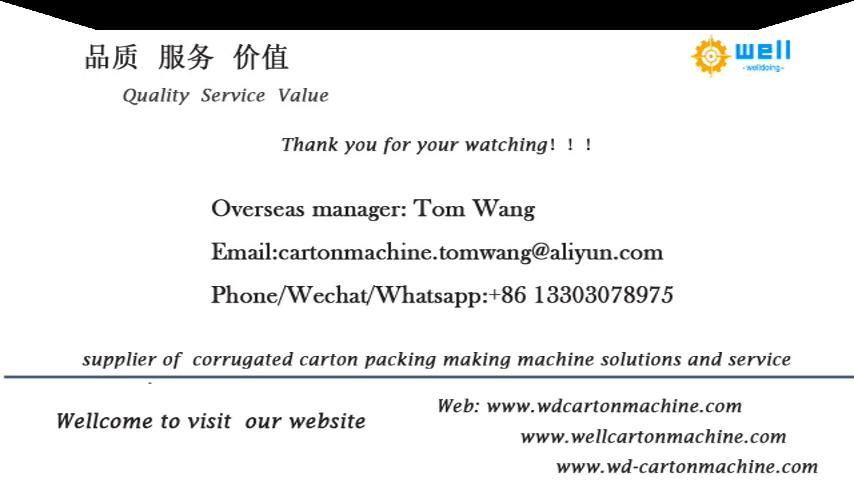 品质 服务 价值
well
-welldoing-
Quality Service Value
Thank you for your watching！！！
Overseas manager: Tom Wang
Email:cartonmachine.tomwang@aliyun.com
Phone/Wechat/Whatsapp:+86 13303078975
supplier of corrugated carton packing making machine solutions and service
Wellcome to visit our website
Web: www.wdcartonmachine.com
www.wellcartonmachine.com
www.wd-cartonmachine.com